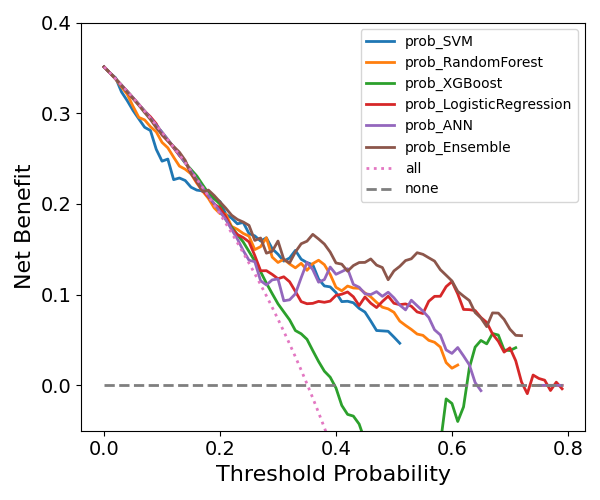 0.4
0.3
0.2
0.1
0.0
Net Benefit
prob_SVM
prob_RandomForest
prob_XGBoost
prob_LogisticRegression
prob_ANN
prob_Ensemble
all
none
0.0 0.2 0.4 0.6 0.8
Threshold Probability